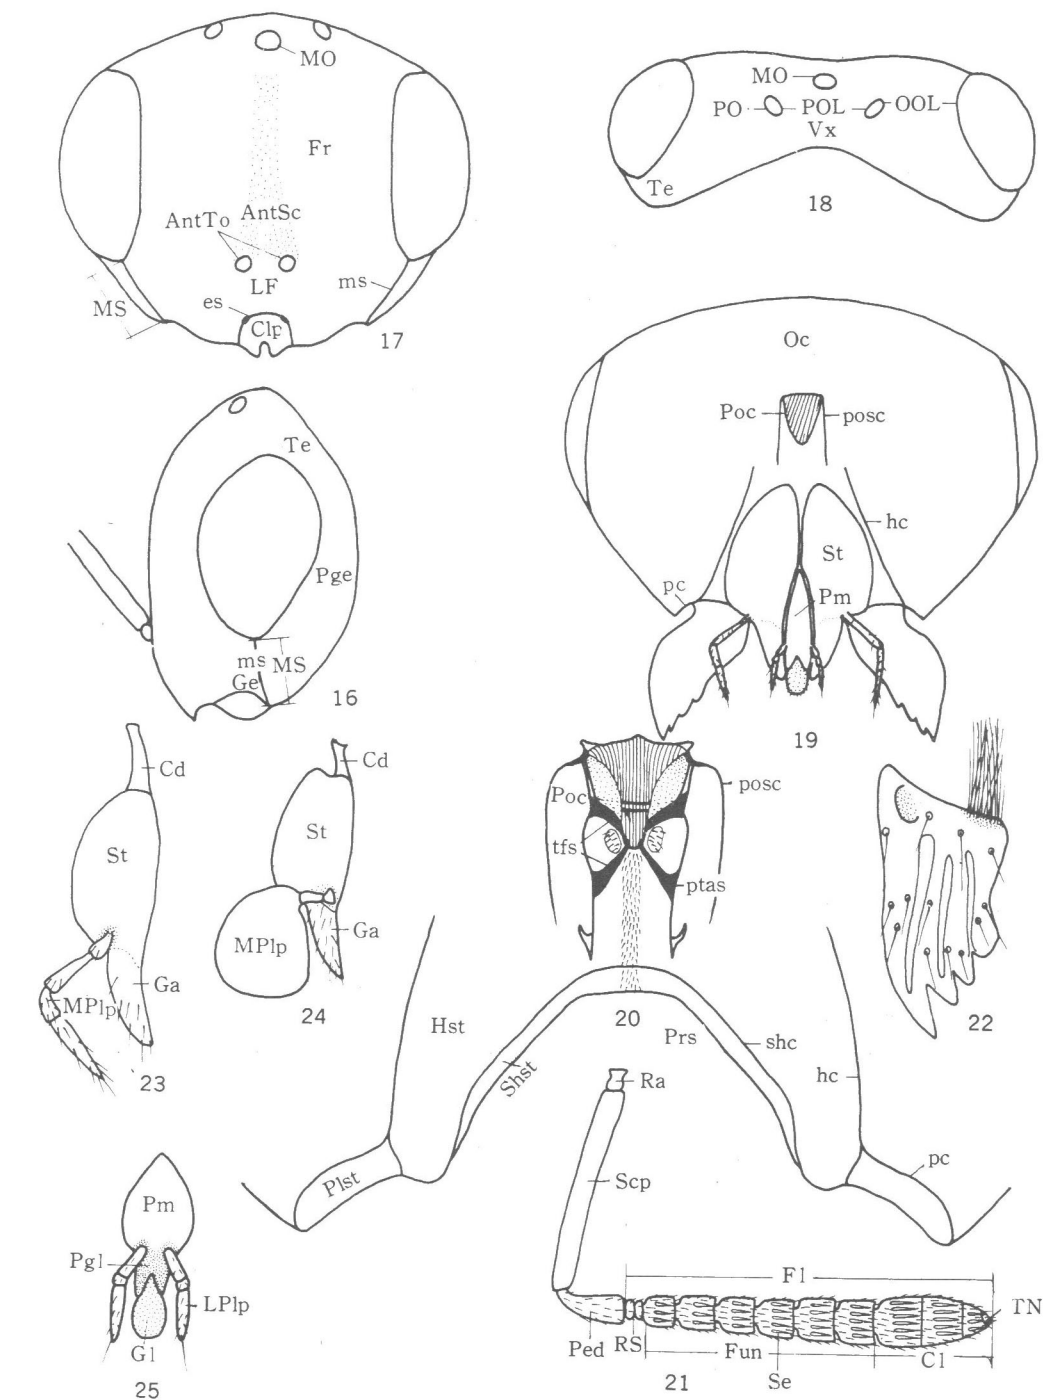 MO
Fr
AntTo
AntSc
LF
ms
MS
es
Clp
17
MO
PO
POL
OOL
Vx
Te
18
Te
Pge
ms
MS
Ge
16
Oc
Poc
posc
hc
St
pc
Pm
19
Cd
St
MPlp
Ga
23
Cd
St
MPlp
Ga
24
Poc
posc
tfs
ptas
20
Hst
Prs
shc
Shst
hc
Plst
pc
22
Ra
Scp
Fl
TN
Ped
RS
Fun
Cl
Se
21
Pm
Pgl
LPlp
Gl
25